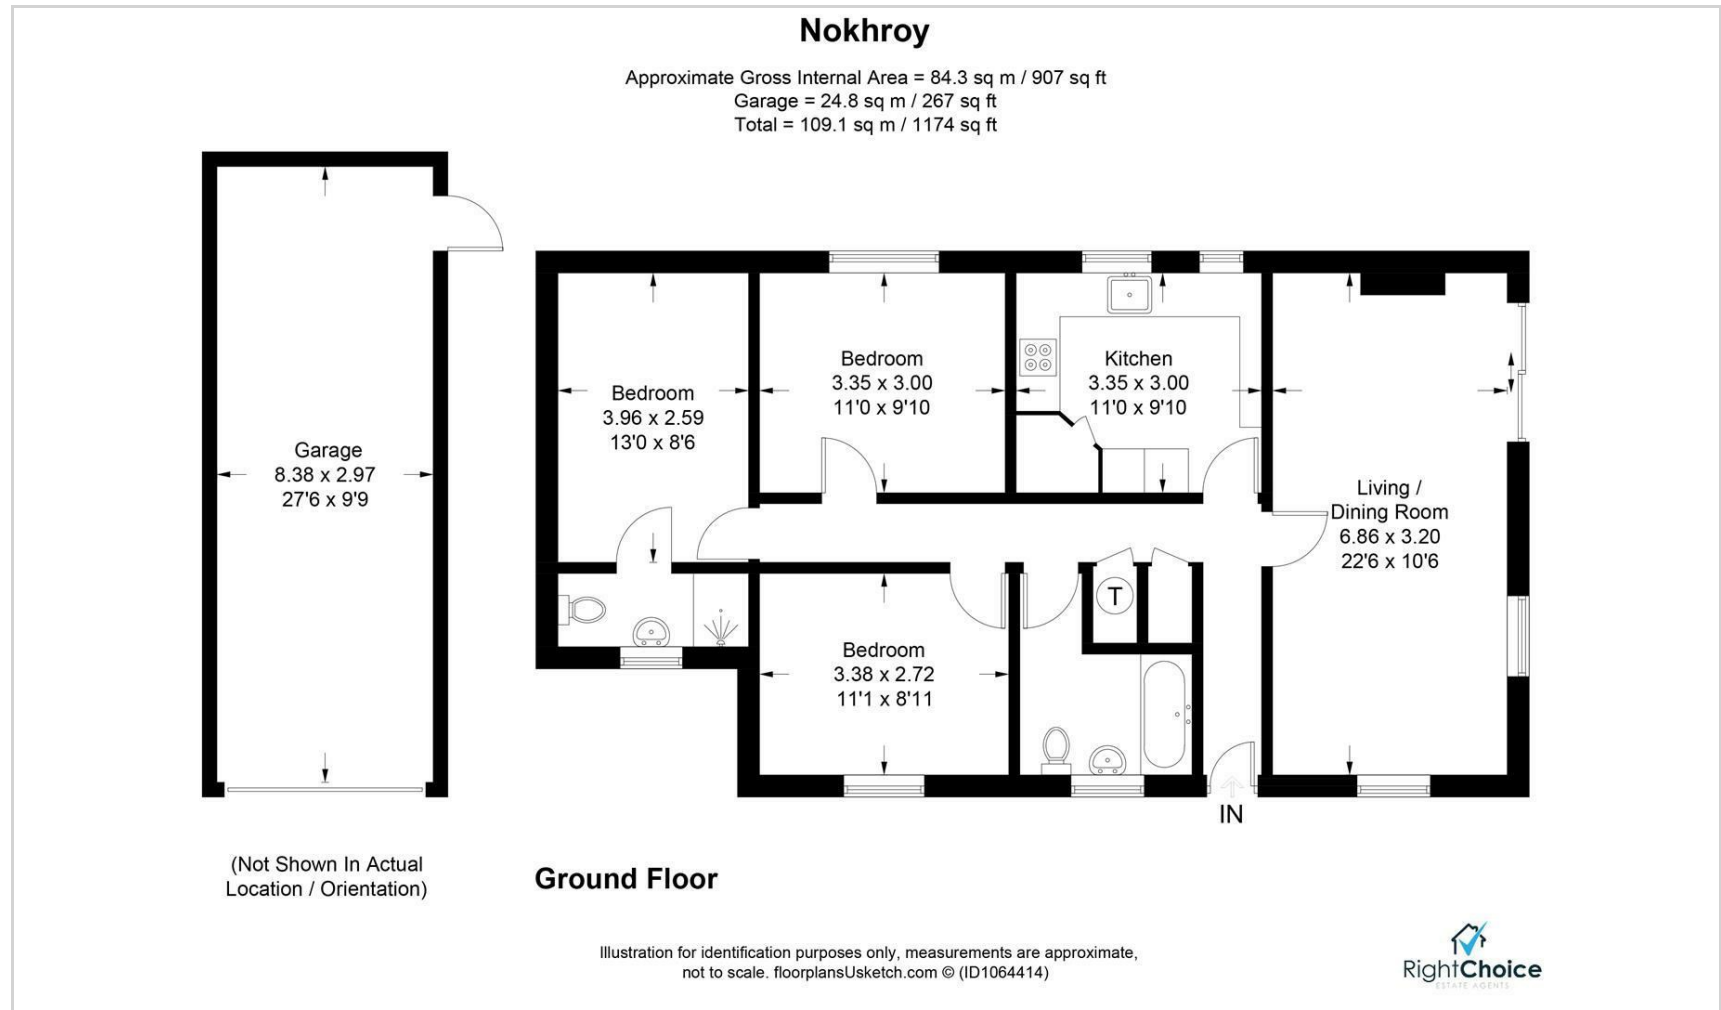 Nokhroy
Approximate Gross Internal Area = 84.3 sq m / 907 sq ft
Garage = 24.8 sq m / 267 sq ft
Total = 109.1 sq m / 1174 sq ft
Garage
8.38 x 2.97
27'6 x 9'9
Bedroom
3.96 x 2.59
13'0 x 8'6
Bedroom
3.35 x 3.00
11'0 x 9'10
Kitchen
3.35 x 3.00
11'0 x 9'10
Living /
Dining Room
6.86 x 3.20
22'6 x 10'6
Bedroom
3.38 x 2.72
11'1 x 8'11
T
IN
(Not Shown In Actual
Location / Orientation)
Ground Floor
Illustration for identification purposes only, measurements are approximate,
not to scale. floorplansUsketch.com © (ID1064414)
RightChoice
ESTATE AGENTS